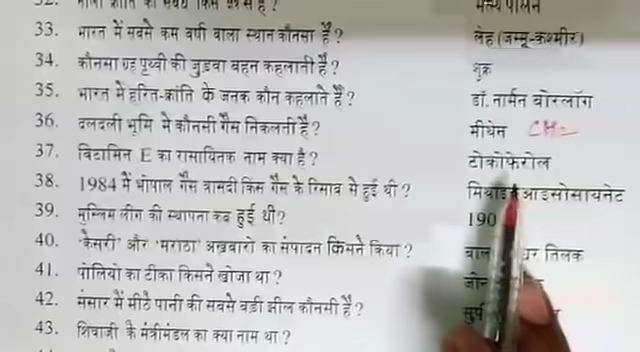 33. भारत में सबसे कम वर्षा वाला स्थान कौनसा है ? लेह (जम्मू-कश्मीर)
34. कौनसा ग्रह पृथ्वी की जुडवा बहन कहलाती है ? शुक्र
35. भारत में हरित-क्रांति के जनक कौन कहलाते हैं ? डॉ. नार्मन बोरलॉग
36. दलदली भूमि में कौनसी गैस निकलती है ? मीथेन
37. विटामिन E का रासायनिक नाम क्या है ? टोकोफेरोल
38. 1984 में भोपाल गैस त्रासदी किस गैस के रिसाव से हुई थी ? मिथाइल आइसोसायनेट
39. मुस्लिम लीग की स्थापना कब हुई थी? 190
40. 'केसरी' और 'मराठा' अखबारों का संपादन किसने किया ? बाल तिलक
41. पोलियो का टीका किसने खोजा था ?
42. संसार में मीठे पानी की सबसे बडी झील कौनसी है ?
43. शिवाजी के मंत्रीमंडल का क्या नाम था ?